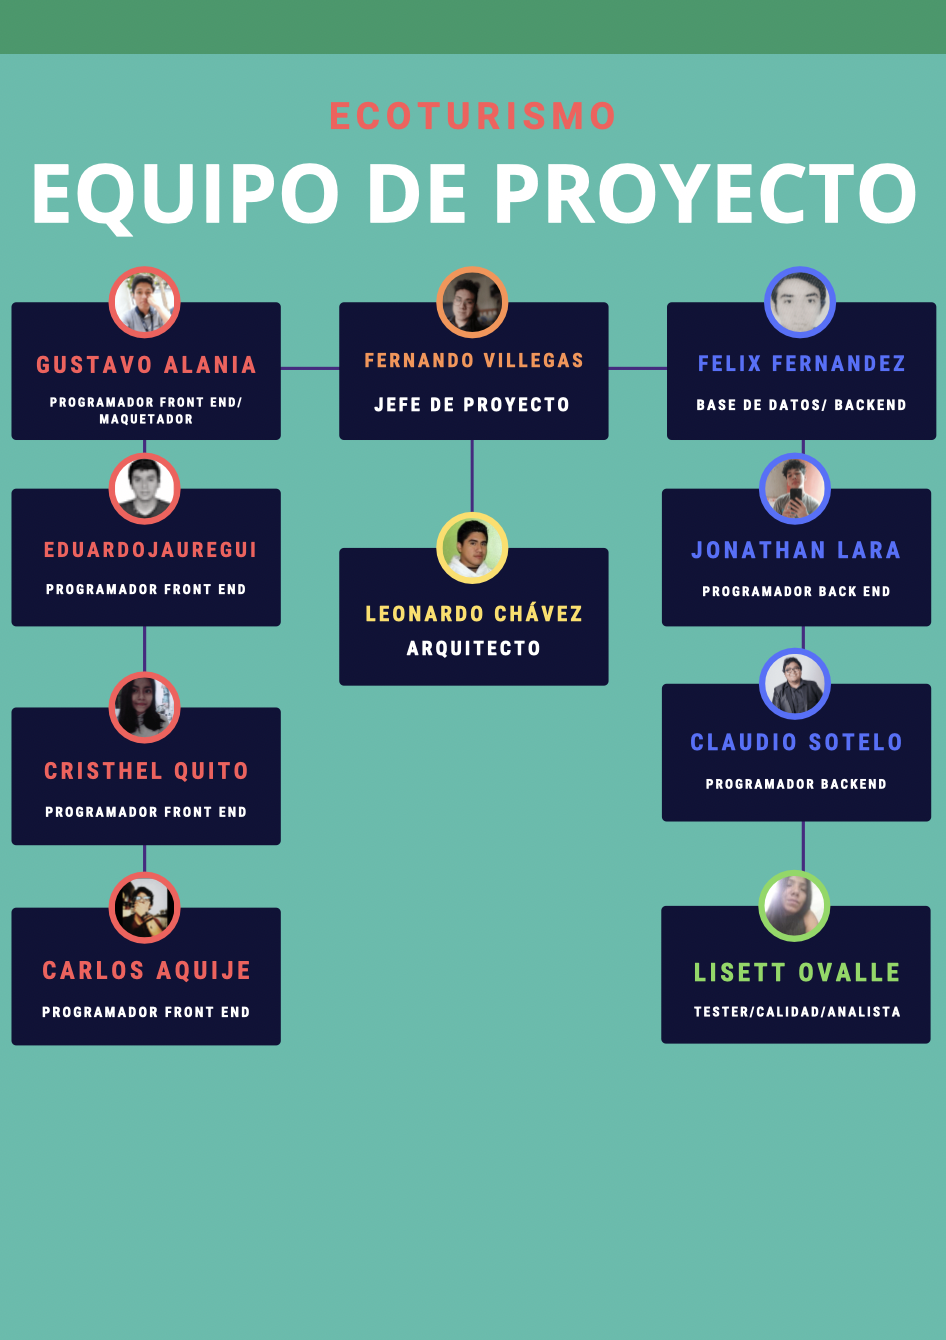 ECOTURISMO
EQUIPO DE PROYECTO
GUSTAVO ALANIA
PROGRAMADOR FRONT END/
MAQUETADOR
FERNANDO VILLEGAS
JEFE DE PROYECTO
FELIX FERNANDEZ
BASE DE DATOS/ BACKEND
EDUARDOJAUREGUI
PROGRAMADOR FRONT END
LEONARDO CHÁVEZ
ARQUITECTO
JONATHAN LARA
PROGRAMADOR BACK END
CRISTHEL QUITO
PROGRAMADOR FRONT END
CLAUDIO SOTELO
PROGRAMADOR BACKEND
CARLOS AQUIJE
PROGRAMADOR FRONT END
LISETT OVALLE
TESTER/CALIDAD/ANALISTA